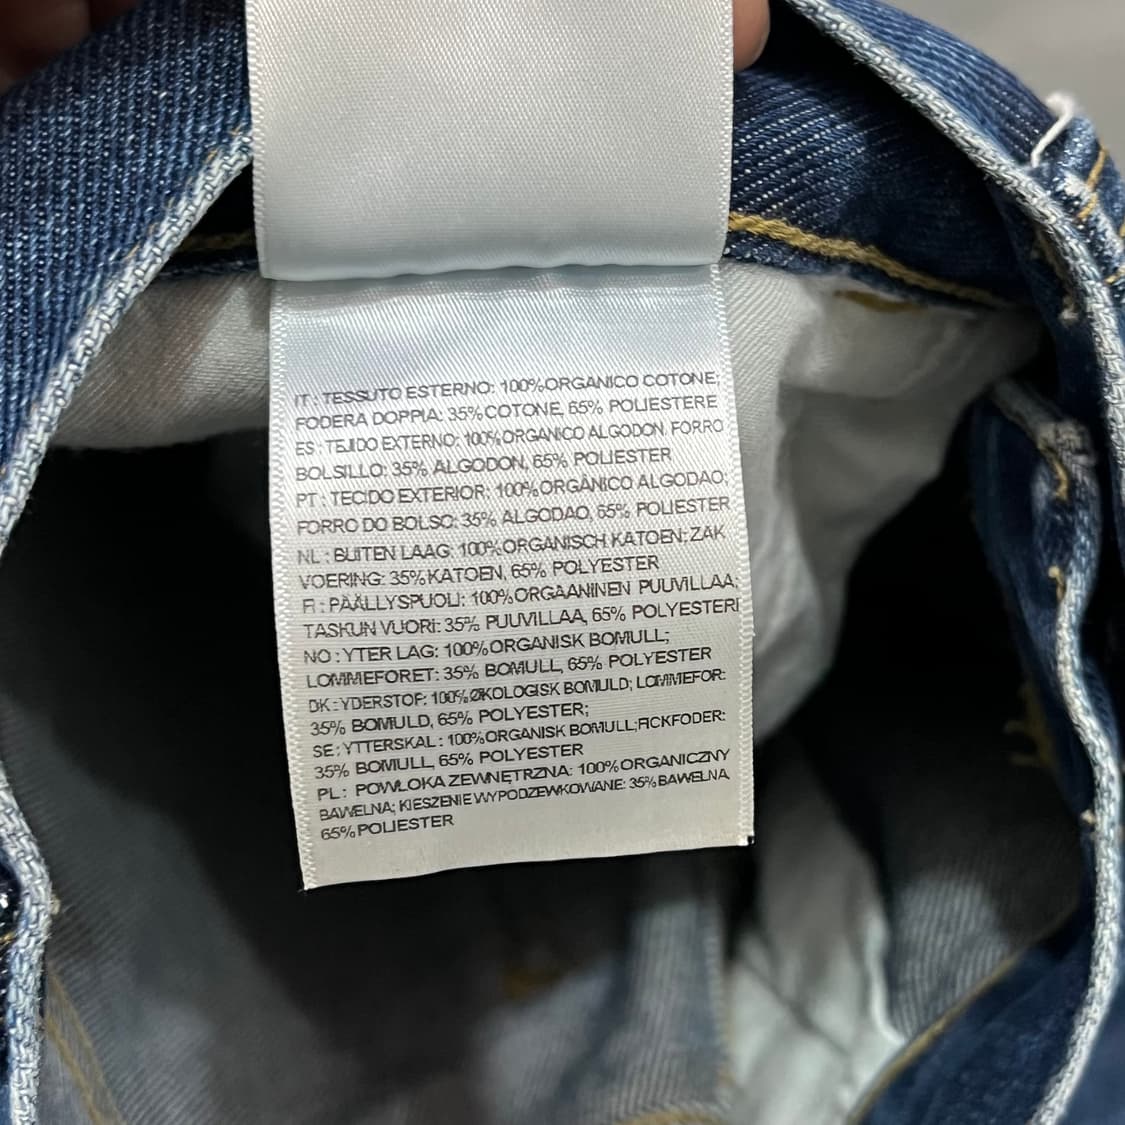 IT : TESSUTO ESTERNO: 100%ORGANICO COTONE;
FODERA DOPPIA: 35%COTONE, 65% POLIESTERE
ES : TEJIDO EXTERNO: 100%ORGANICO ALGODON, FORRO
BOLSILLO: 35% ALGODON, 65% POLIESTER
PT : TECIDO EXTERIOR: 100%ORGÂNICO ALGODAO;
FORRO DO BOLSO: 35% ALGODAO, 65% POLIESTER
NL : BUITEN LAAG: 100%ORGANISCH KATOEN; ZAK
VOERING: 35%KATOEN, 65% POLYESTER
FI : PÄÄLLYSPUOLI: 100%ORGAANINEN PUUVILLAA;
TASKUN VUORI: 35% PUUVILLAA, 65% POLYESTERI
NO : YTER LAG: 100%ORGANISK BOMULL;
LOMMEFORET: 35% BOMULL, 65% POLYESTER
DK : YDERSTOF: 100%ØKOLOGISK BOMULD; LOMMEFOR:
35% BOMULD, 65% POLYESTER;
SE : YTTERSKAL : 100%ORGANISK BOMULL;FICKFODER:
35% BOMULL, 65% POLYESTER
PL : POWŁOKA ZEWNĘTRZNA: 100%ORGANICZNY
BAWEŁNA; KIESZENIE WYPODZEWKOWANE: 35%BAWEŁNA,
65%POLIESTER